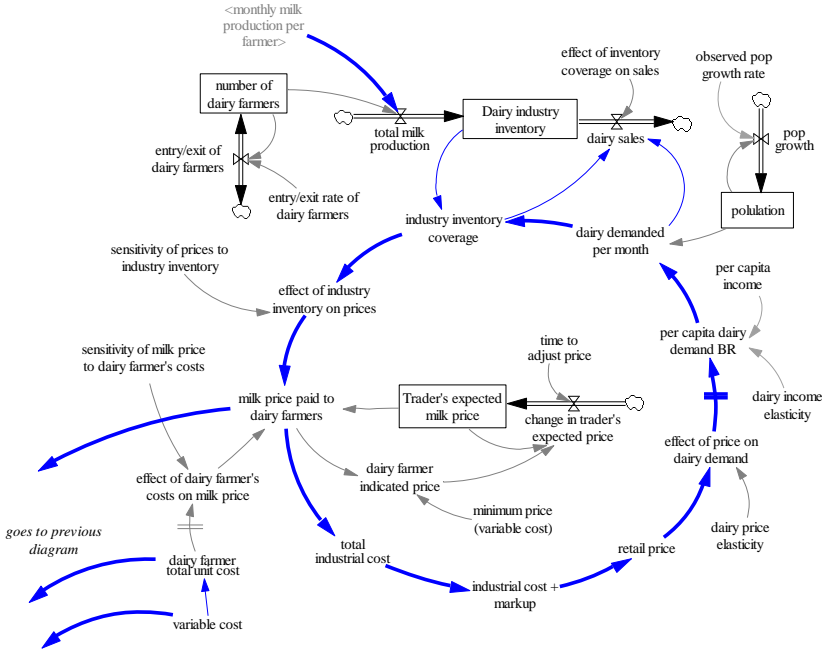 <monthly milk
production per
farmer>
number of
dairy farmers
total milk
production
Dairy industry
inventory
effect of inventory
coverage on sales
dairy sales
observed pop
growth rate
pop
growth
entry/exit of
dairy farmers
entry/exit rate of
dairy farmers
polulation
industry inventory
coverage
dairy demanded
per month
sensitivity of prices to
industry inventory
effect of industry
inventory on prices
per capita
income
per capita dairy
demand BR
sensitivity of milk price
to dairy farmer's costs
time to
adjust price
milk price paid to
dairy farmers
Trader's expected
milk price
change in trader's
expected price
dairy income
elasticity
effect of price on
dairy demand
effect of dairy farmer's
costs on milk price
dairy farmer
indicated price
minimum price
(variable cost)
dairy price
elasticity
goes to previous
diagram
total
industrial cost
retail price
dairy farmer
total unit cost
industrial cost +
markup
variable cost